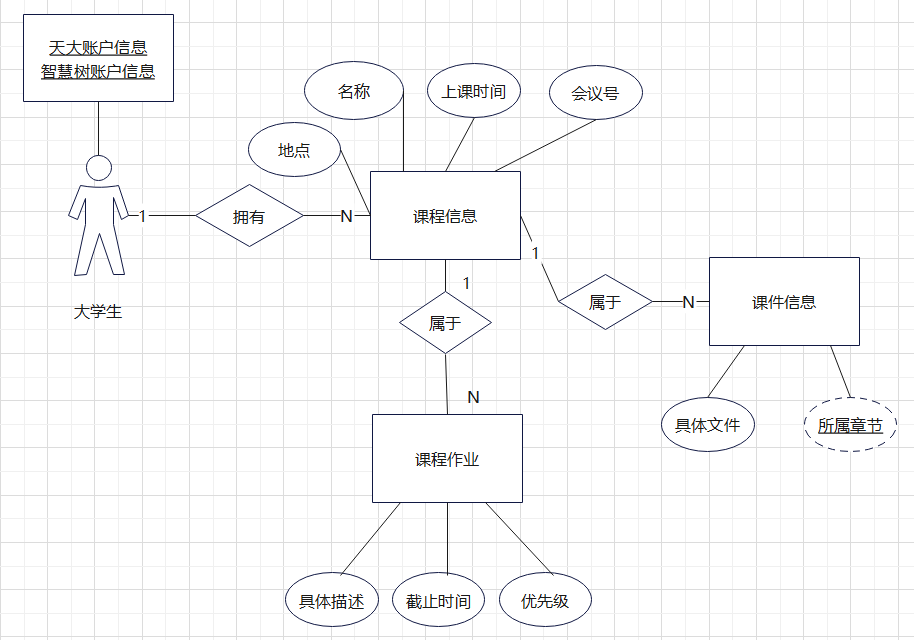 天大账户信息
智慧树账户信息
名称
上课时间
会议号
地点
1
拥有
N
课程信息
1
1
属于
N
课件信息
大学生
属于
N
具体文件
所属章节
课程作业
具体描述
截止时间
优先级